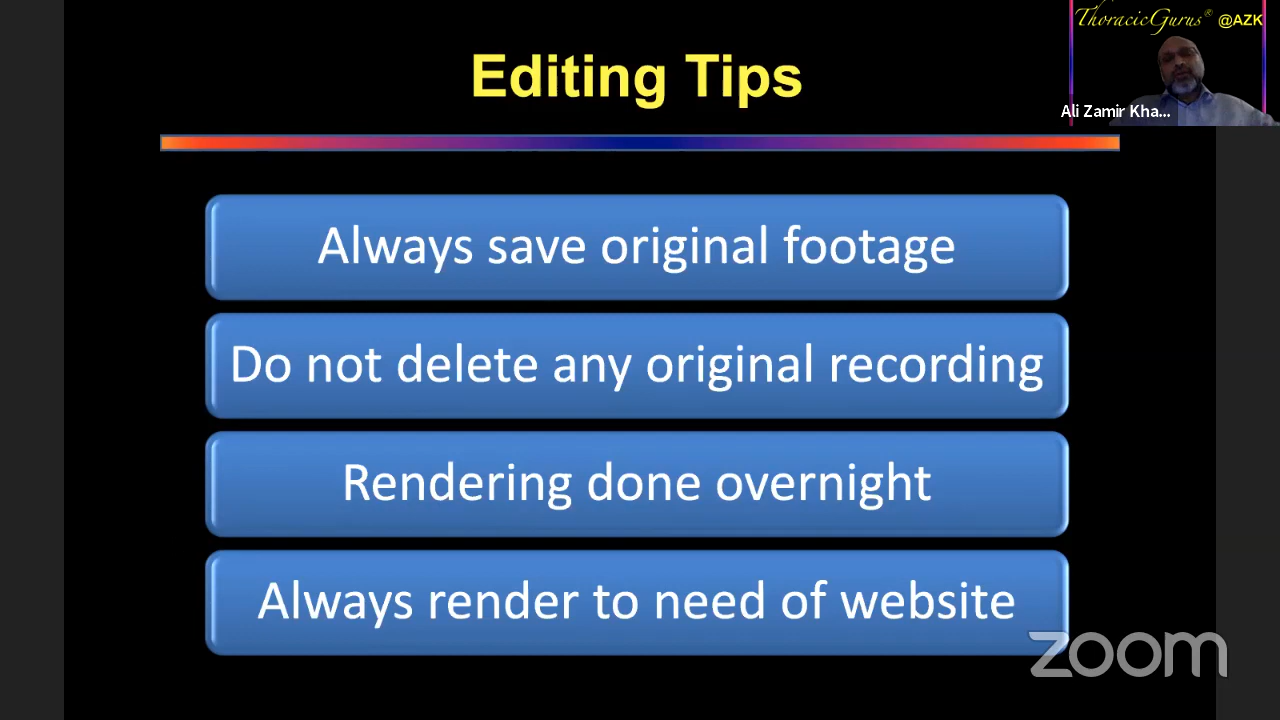 ThoracicGurus® @AZK
Editing Tips
Ali Zamir Kha...
Always save original footage
Do not delete any original recording
Rendering done overnight
Always render to need of website
zoom